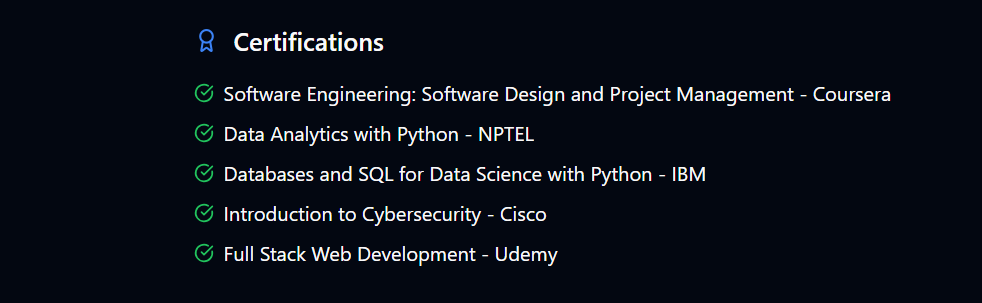 Certifications
Software Engineering: Software Design and Project Management - Coursera
Data Analytics with Python - NPTEL
Databases and SQL for Data Science with Python - IBM
Introduction to Cybersecurity - Cisco
Full Stack Web Development - Udemy